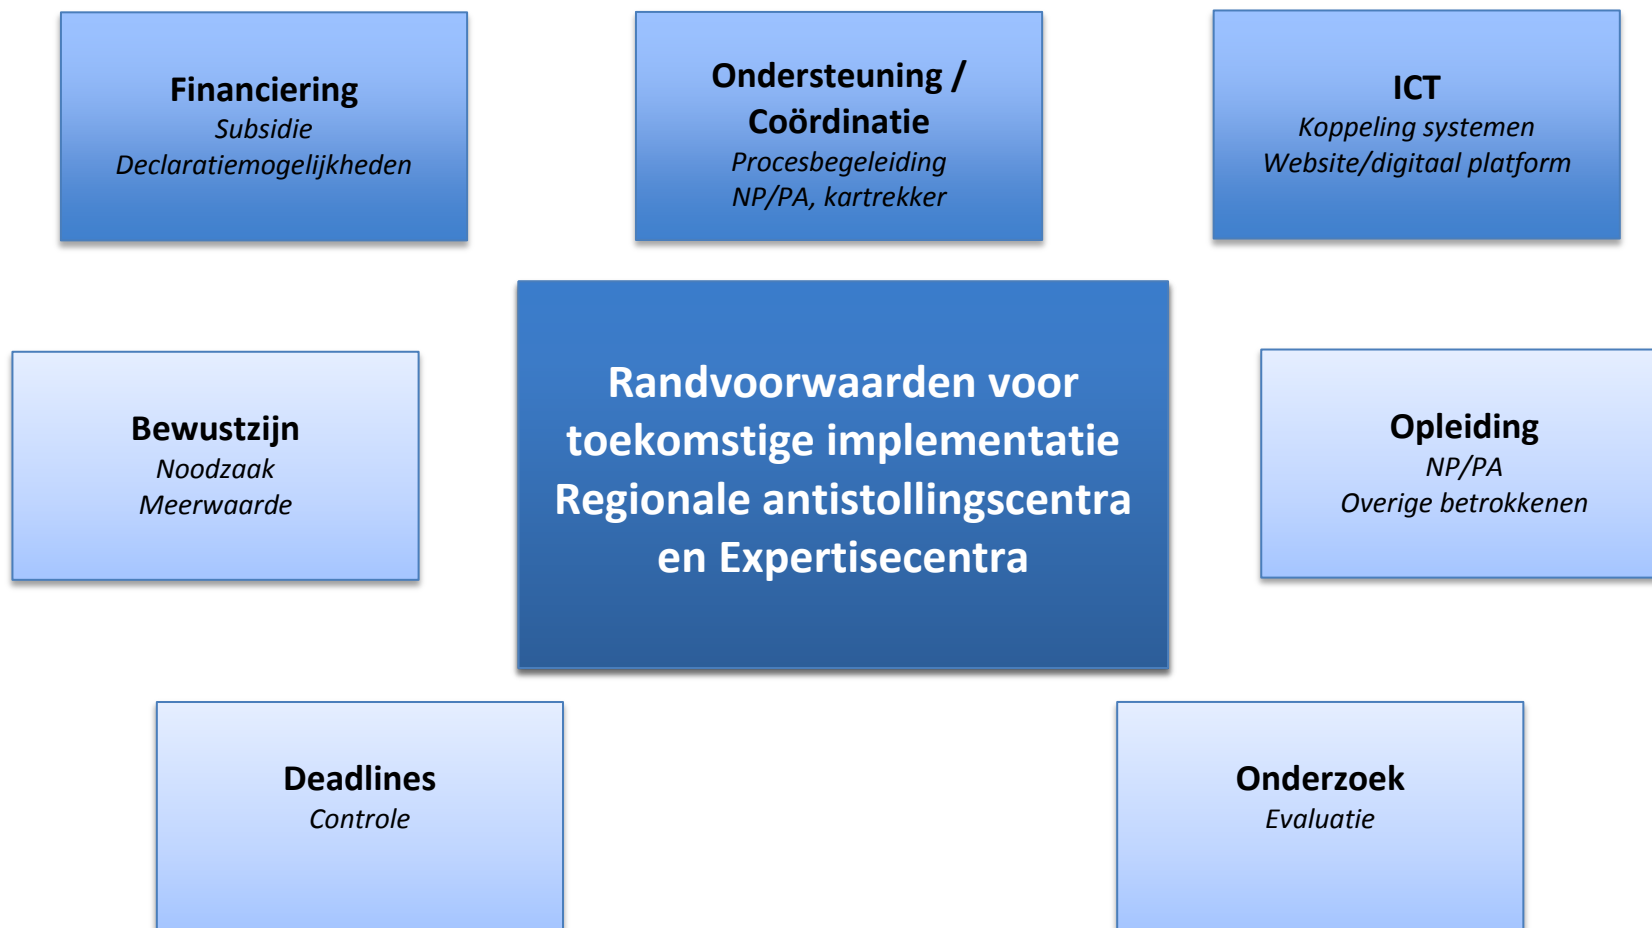 Financiering
Subsidie
Declaratiemogelijkheden
Ondersteuning /
Coördinatie
Procesbegeleiding
NP/PA, kartrekker
ICT
Koppeling systemen
Website/digitaal platform
Bewustzijn
Noodzaak
Meerwaarde
Randvoorwaarden voor
toekomstige implementatie
Regionale antistollingscentra
en Expertisecentra
Opleiding
NP/PA
Overige betrokkenen
Deadlines
Controle
Onderzoek
Evaluatie